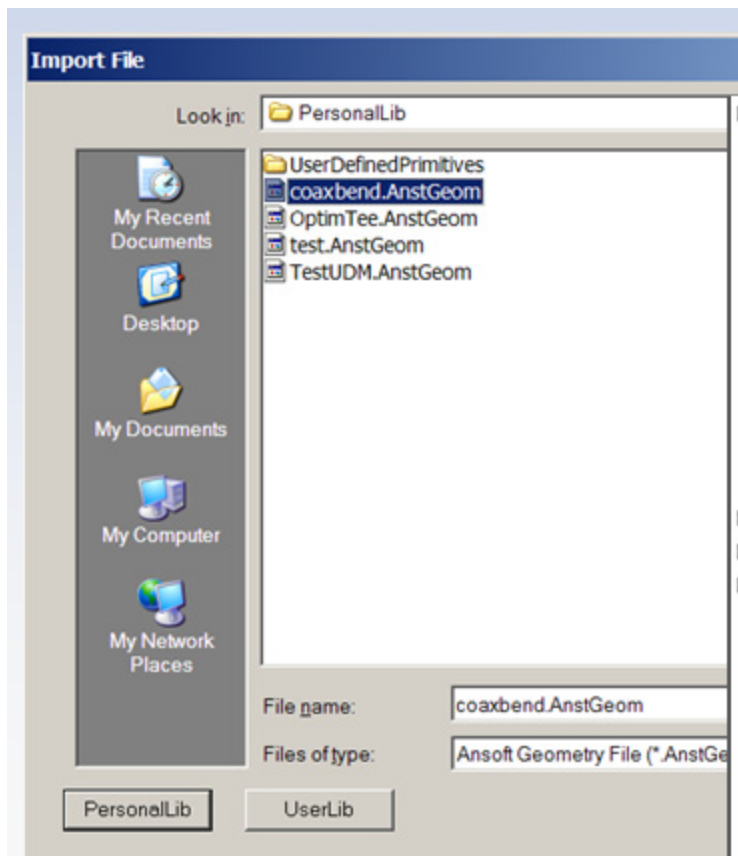 Import File
Look in:
PersonalLib
My Recent
Documents
Desktop
My Documents
My Computer
My Network
Places
UserDefinedPrimitives
coaxbend.AnstGeom
OptimTee.AnstGeom
test.AnstGeom
TestUDM.AnstGeom
File name:
coaxbend.AnstGeom
Files of type:
Ansoft Geometry File (*.AnstGe
PersonalLib
UserLib